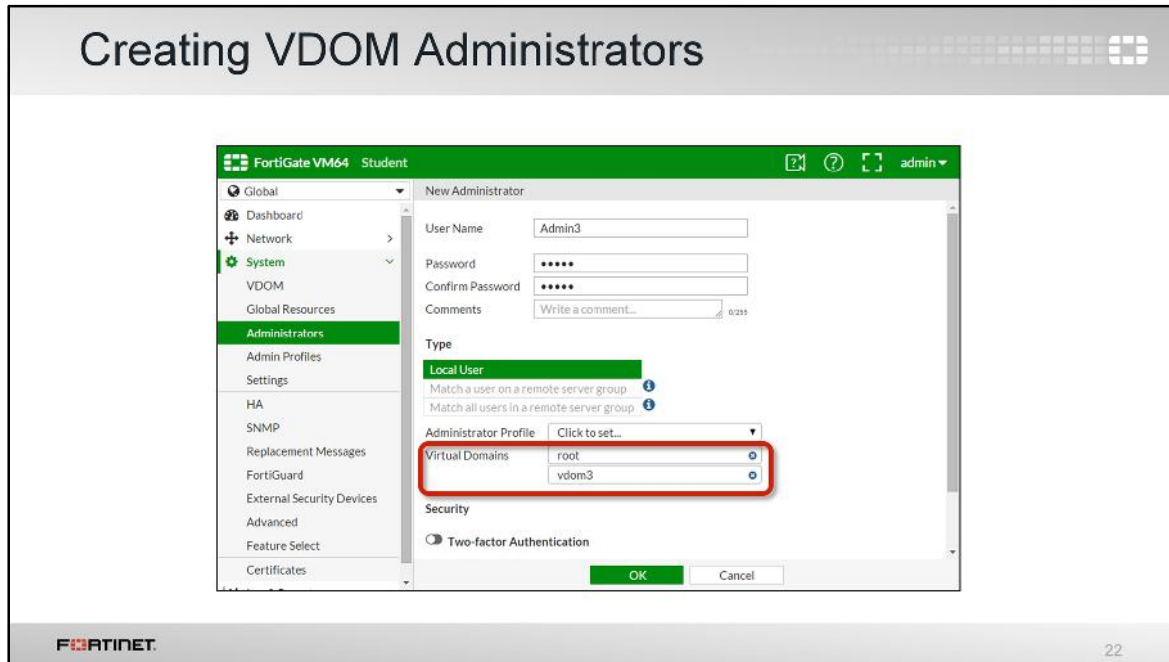 Creating VDOM Administrators
FortiGate VM64 Student
admin
Global
New Administrator
Dashboard
Network
System
VDOM
Global Resources
Administrators
Admin Profiles
Settings
HA
SNMP
Replacement Messages
FortiGuard
External Security Devices
Advanced
Feature Select
Certificates
User Name Admin3
Password •••••
Confirm Password •••••
Comments Write a comment... 0/255
Type
Local User
Match a user on a remote server group
Match all users in a remote server group
Administrator Profile Click to set...
Virtual Domains root
vdom3
Security
Two-factor Authentication
OK Cancel
FORTINET.
22